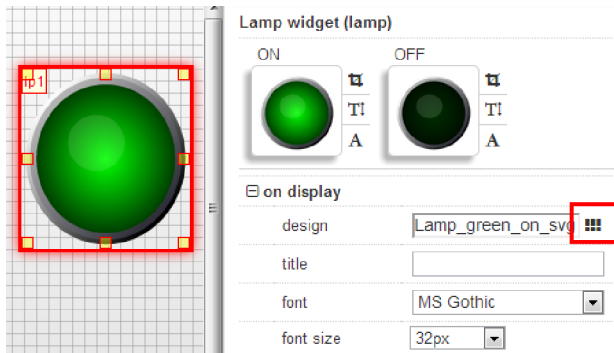 Lamp widget (lamp)
ON OFF
lp1
T
A
T
A
on display
design Lamp_green_on_svg
title
font MS Gothic
font size 32px